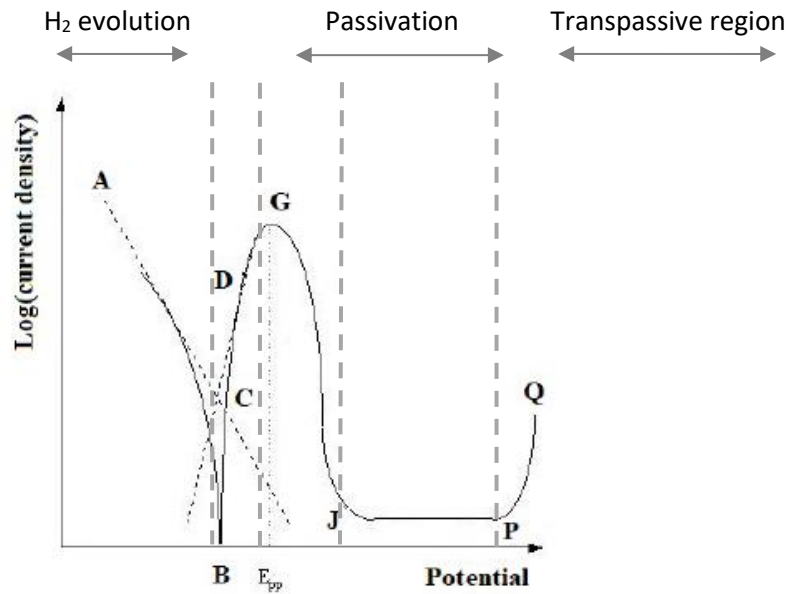 H₂ evolution Passivation Transpassive region
A
G
D
C
Q
J
P
B E_pp Potential
Log(current density)